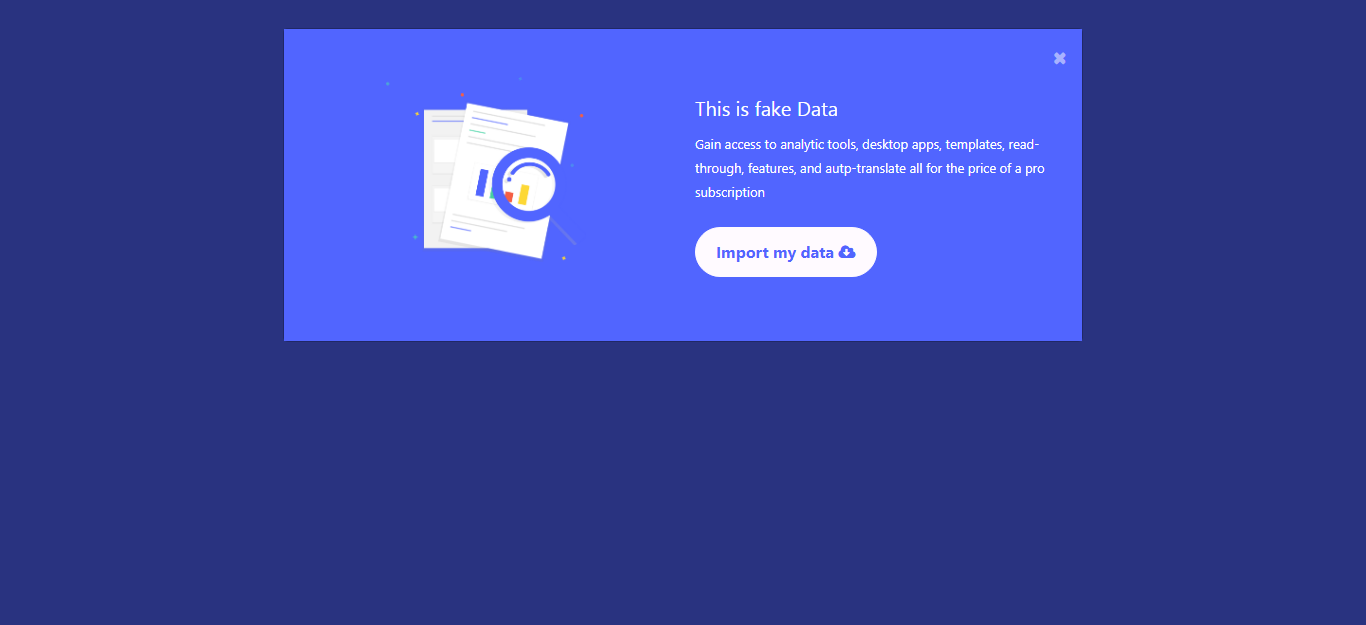 This is fake Data
Gain access to analytic tools, desktop apps, templates, read-
through, features, and autp-translate all for the price of a pro
subscription
Import my data